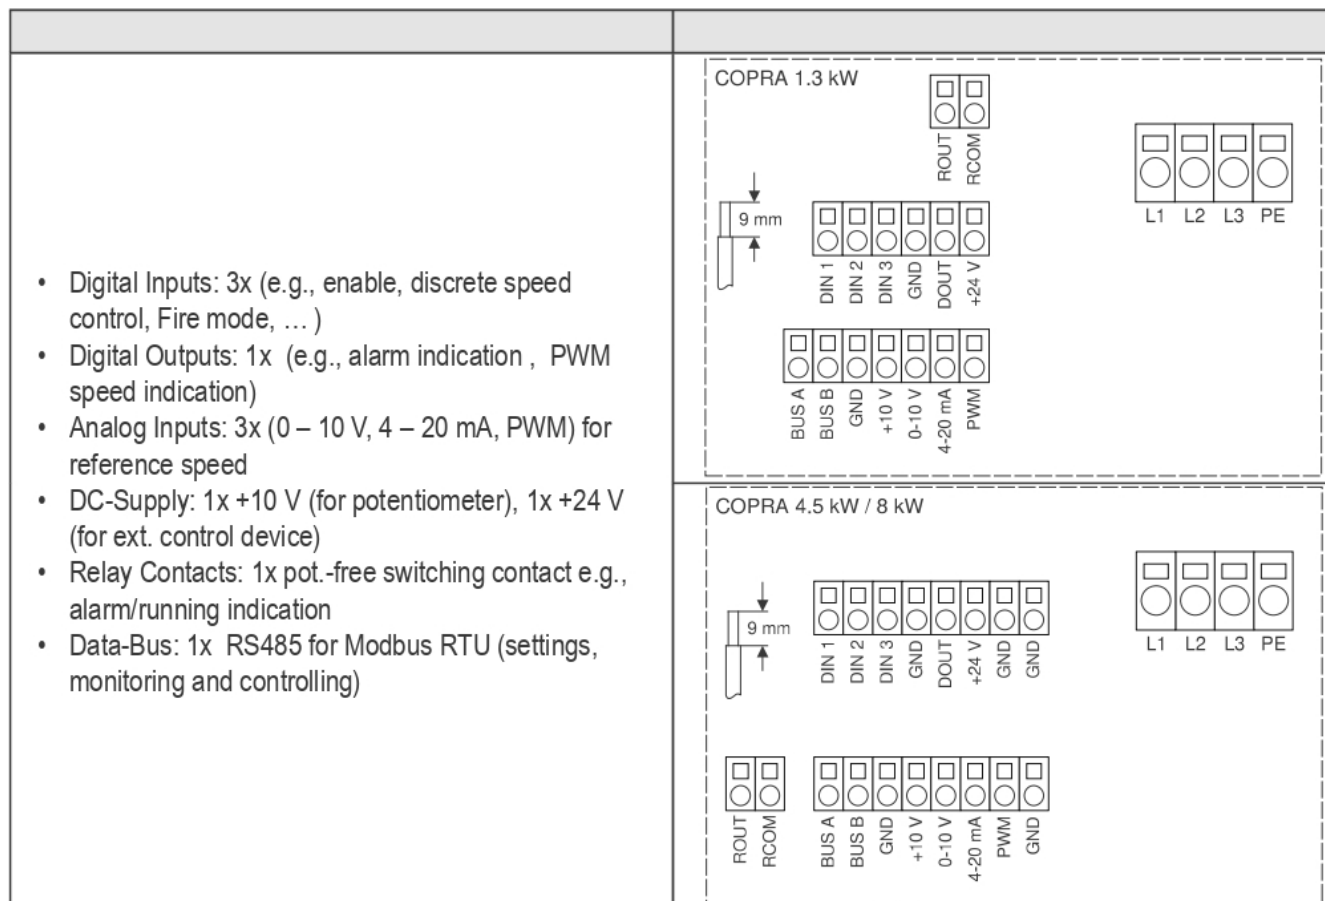 • Digital Inputs: 3x (e.g., enable, discrete speed
control, Fire mode, … )
• Digital Outputs: 1x  (e.g., alarm indication ,  PWM
speed indication)
• Analog Inputs: 3x (0 – 10 V, 4 – 20 mA, PWM) for
reference speed
• DC-Supply: 1x +10 V (for potentiometer), 1x +24 V
(for ext. control device)
• Relay Contacts: 1x pot.-free switching contact e.g.,
alarm/running indication
• Data-Bus: 1x  RS485 for Modbus RTU (settings,
monitoring and controlling)
COPRA 1.3 kW
ROUT RCOM
L1 L2 L3 PE
9 mm
DIN 1 DIN 2 DIN 3 GND DOUT +24 V
BUS A BUS B GND +10 V 0-10 V 4-20 mA PWM
COPRA 4.5 kW / 8 kW
L1 L2 L3 PE
9 mm
DIN 1 DIN 2 DIN 3 GND DOUT +24 V GND GND
ROUT RCOM
BUS A BUS B GND +10 V 0-10 V 4-20 mA PWM GND